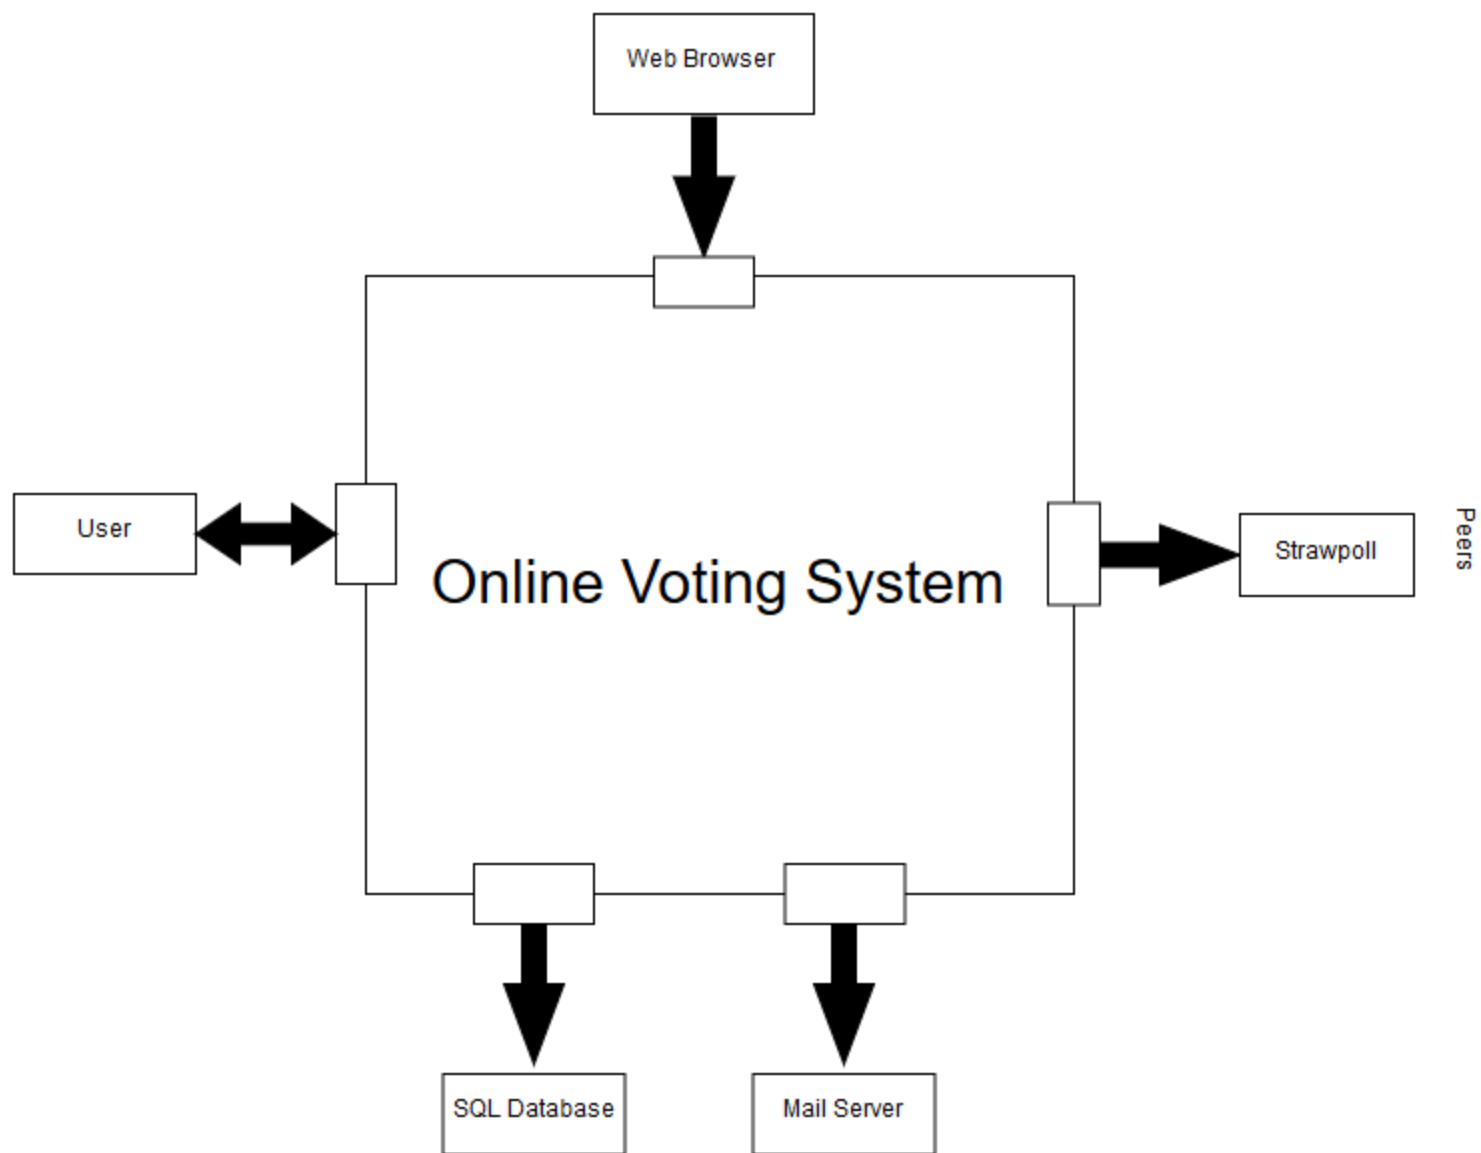 Web Browser
User
Online Voting System
Strawpoll
Peers
SQL Database
Mail Server